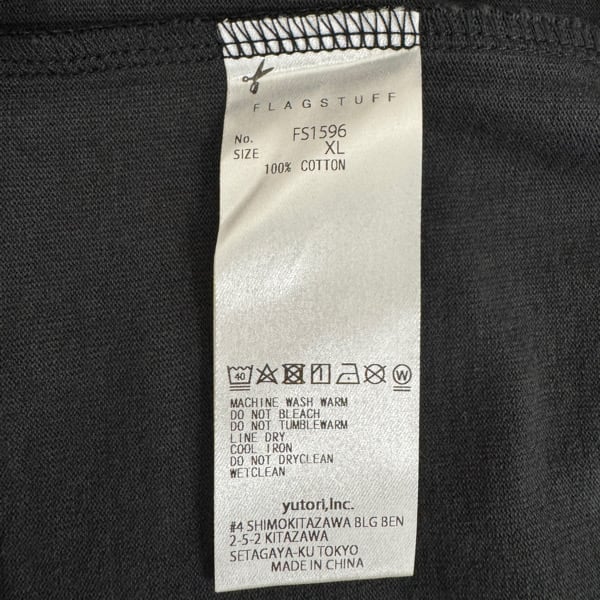 FLAGSTUFF
No. FS1596
SIZE XL
100% COTTON
40 W
MACHINE WASH WARM
DO NOT BLEACH
DO NOT TUMBLEWARM
LINE DRY
COOL IRON
DO NOT DRYCLEAN
WETCLEAN
yutori,Inc.
#4 SHIMOKITAZAWA BLG BEN
2-5-2 KITAZAWA
SETAGAYA-KU TOKYO
MADE IN CHINA